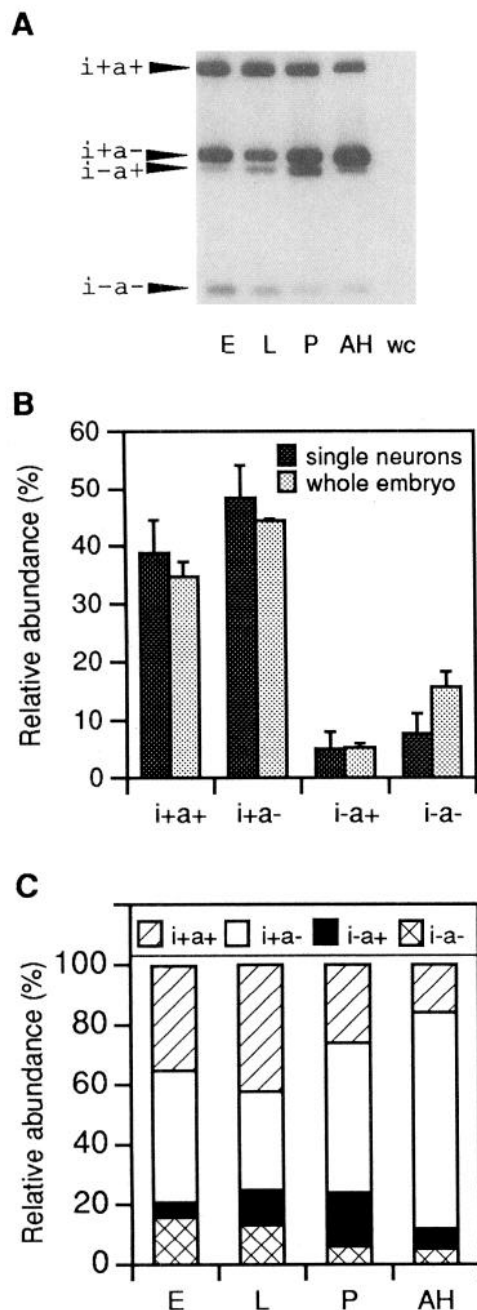 A
i+a+
i+a-
i-a+
i-a-
E L P AH wc
B
60
50
40
30
20
10
0
Relative abundance (%)
single neurons
whole embryo
i+a+ i+a- i-a+ i-a-
C
i+a+ i+a- i-a+ i-a-
100
80
60
40
20
0
Relative abundance (%)
E L P AH